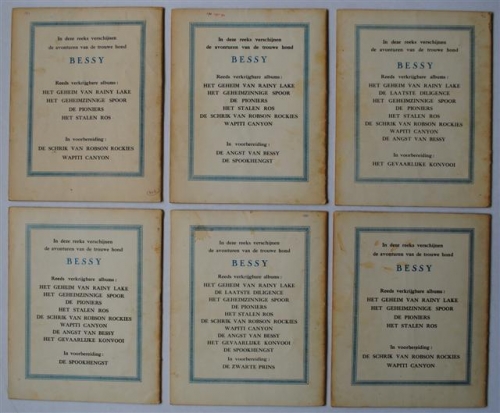 In deze reeks verschijnen
de avonturen van de trouwe hond
BESSY
Reeds verkrijgbare albums:
HET GEHEIM VAN RAINY LAKE
HET GEHEIMZINNIGE SPOOR
DE PIONIERS
HET STALEN ROS
In voorbereiding:
DE SCHRIK VAN ROBSON ROCKIES
WAPITI CANYON
In deze reeks verschijnen
de avonturen van de trouwe hond
BESSY
Reeds verkrijgbare albums:
HET GEHEIM VAN RAINY LAKE
HET GEHEIMZINNIGE SPOOR
DE PIONIERS
HET STALEN ROS
DE SCHRIK VAN ROBSON ROCKIES
WAPITI CANYON
In voorbereiding:
DE ANGST VAN BESSY
DE SPOOKHENGST
In deze reeks verschijnen
de avonturen van de trouwe hond
BESSY
Reeds verkrijgbare albums:
HET GEHEIM VAN RAINY LAKE
DE LAATSTE DILIGENCE
HET GEHEIMZINNIGE SPOOR
DE PIONIERS
HET STALEN ROS
DE SCHRIK VAN ROBSON ROCKIES
WAPITI CANYON
DE ANGST VAN BESSY
In voorbereiding:
HET GEVAARLIJKE KONVOOI
In deze reeks verschijnen
de avonturen van de trouwe hond
BESSY
Reeds verkrijgbare albums:
HET GEHEIM VAN RAINY LAKE
HET GEHEIMZINNIGE SPOOR
DE PIONIERS
HET STALEN ROS
DE SCHRIK VAN ROBSON ROCKIES
WAPITI CANYON
DE ANGST VAN BESSY
HET GEVAARLIJKE KONVOOI
In voorbereiding:
DE SPOOKHENGST
In deze reeks verschijnen
de avonturen van de trouwe hond
BESSY
Reeds verkrijgbare albums:
HET GEHEIM VAN RAINY LAKE
DE LAATSTE DILIGENCE
HET GEHEIMZINNIGE SPOOR
DE PIONIERS
HET STALEN ROS
DE SCHRIK VAN ROBSON ROCKIES
WAPITI CANYON
DE ANGST VAN BESSY
HET GEVAARLIJKE KONVOOI
DE SPOOKHENGST
In voorbereiding:
DE ZWARTE PRINS
In deze reeks verschijnen
de avonturen van de trouwe hond
BESSY
Reeds verkrijgbare albums:
HET GEHEIM VAN RAINY LAKE
HET GEHEIMZINNIGE SPOOR
DE PIONIERS
HET STALEN ROS
In voorbereiding:
DE SCHRIK VAN ROBSON ROCKIES
WAPITI CANYON